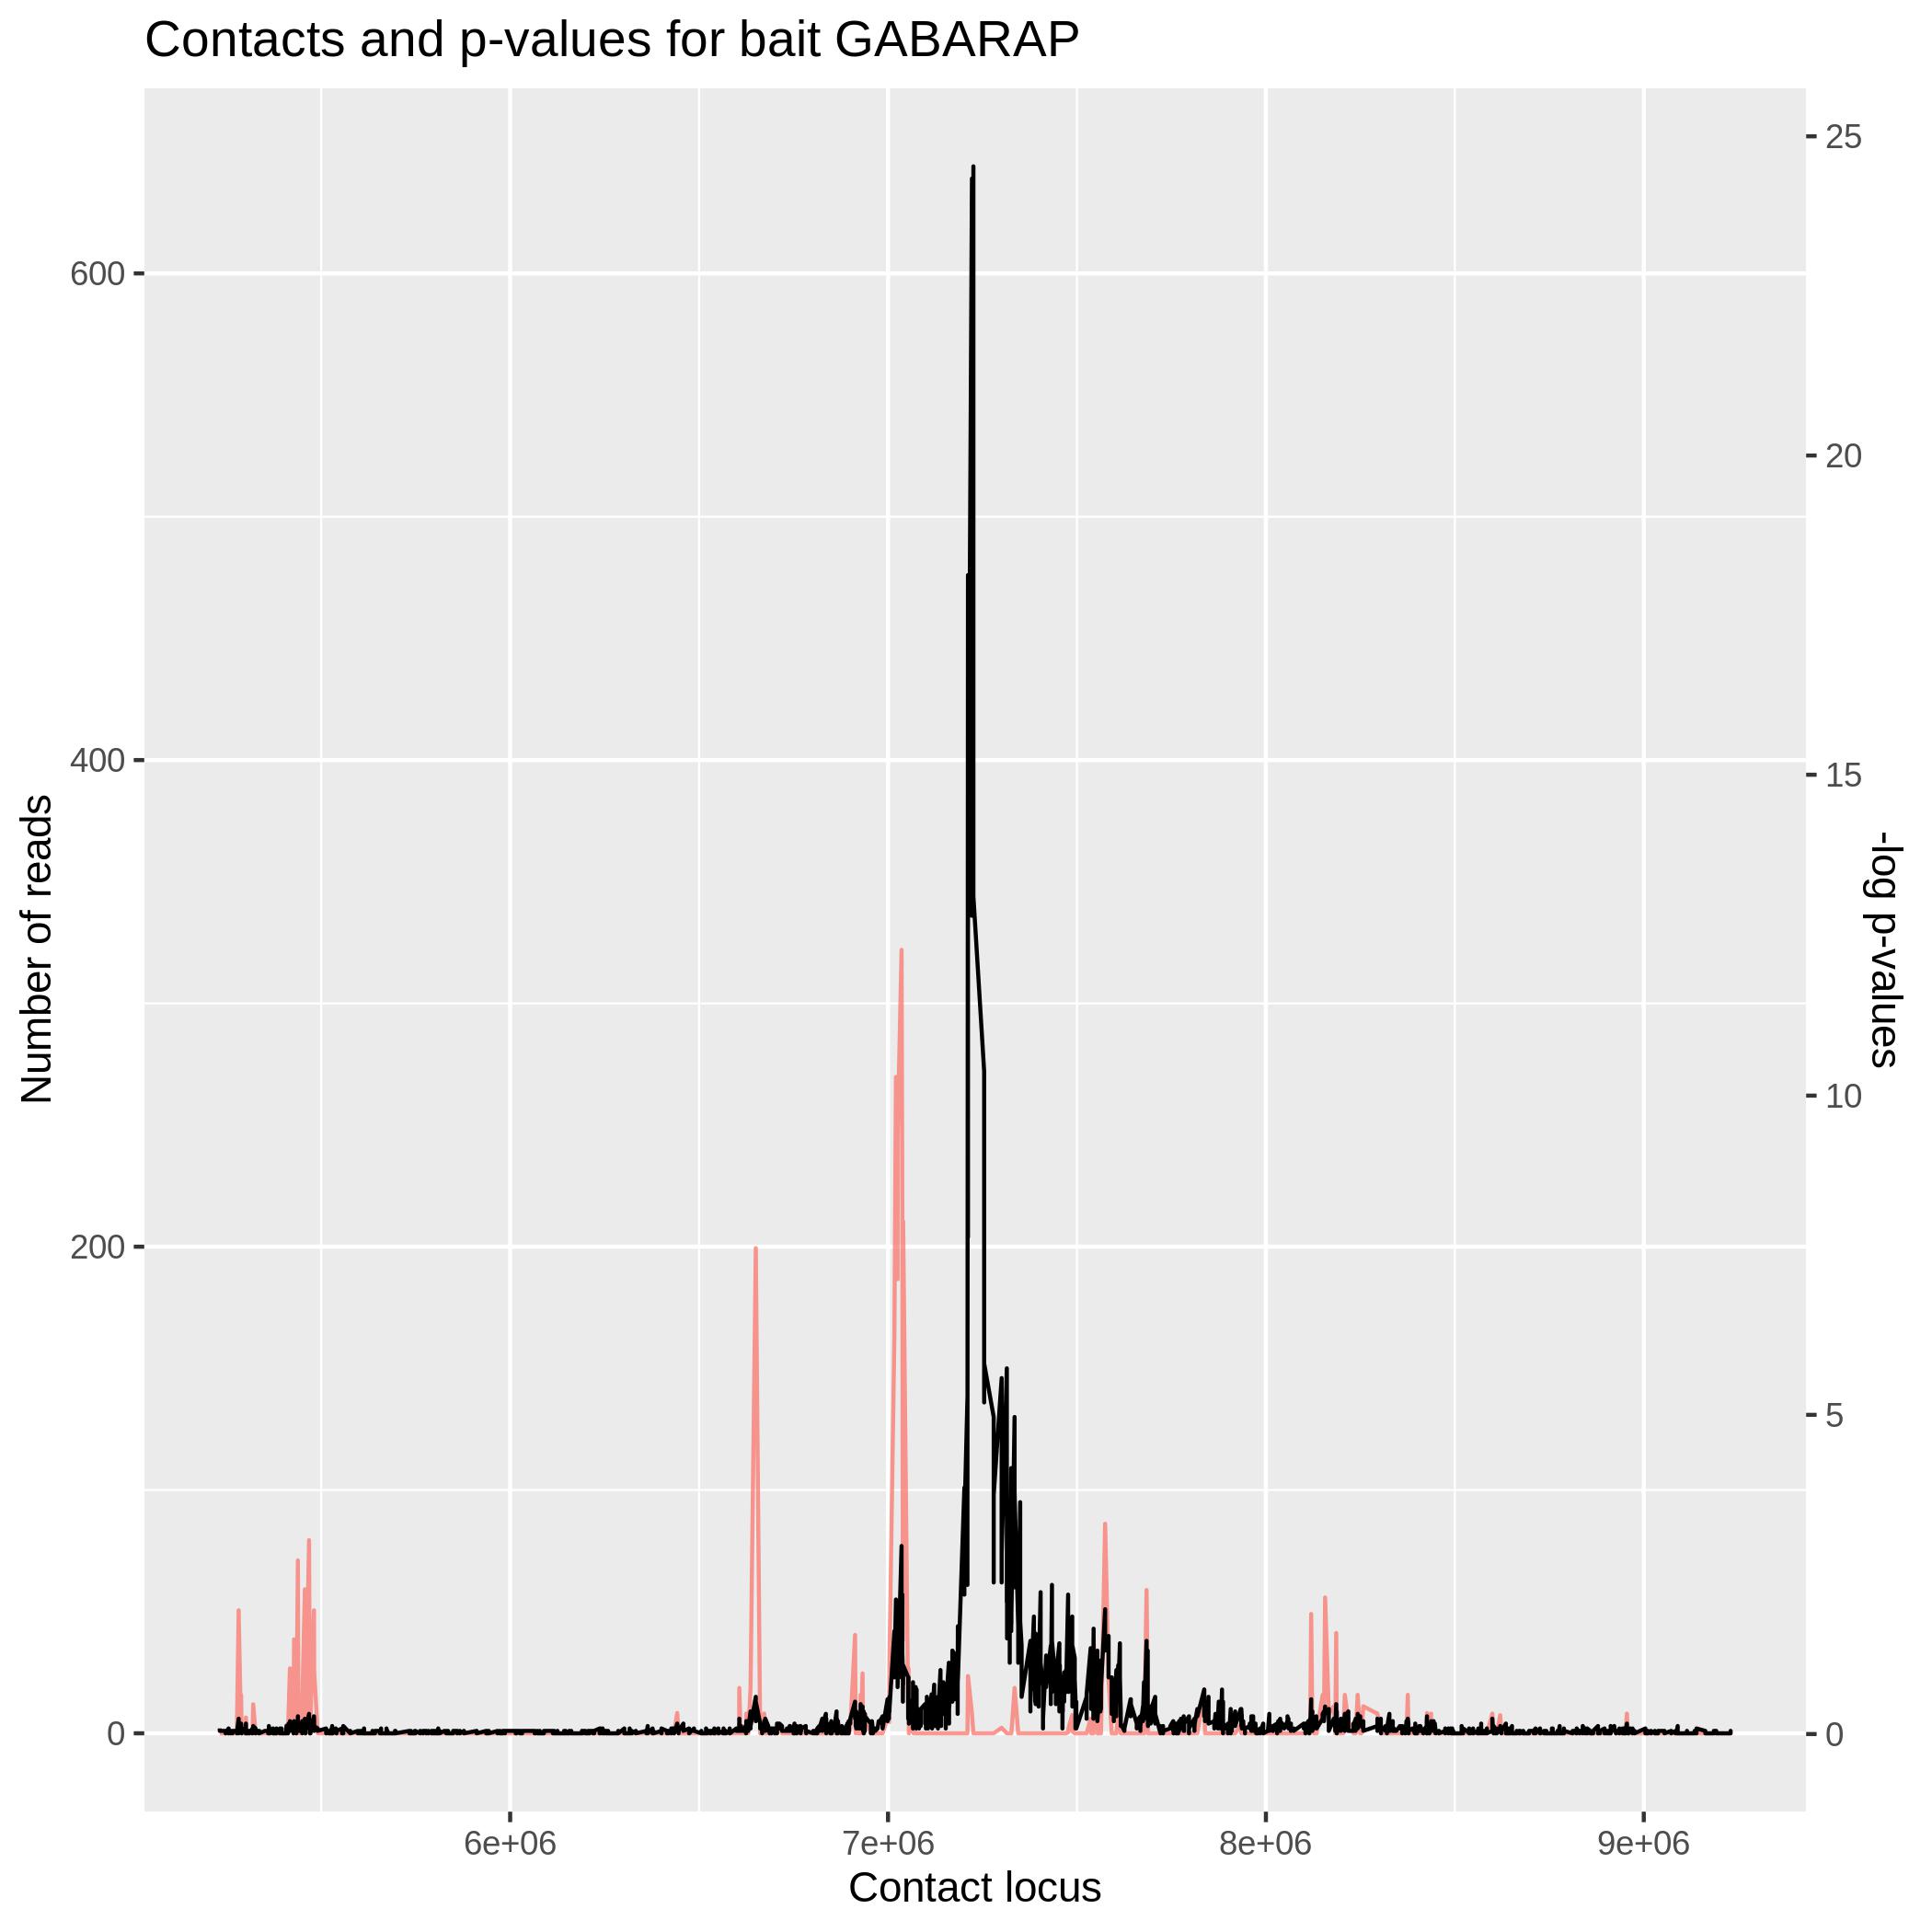 Contacts and p-values for bait GABARAP
Number of reads
600
400
200
0
25
20
15
10
5
0
-log p-values
6e+06 7e+06 8e+06 9e+06
Contact locus